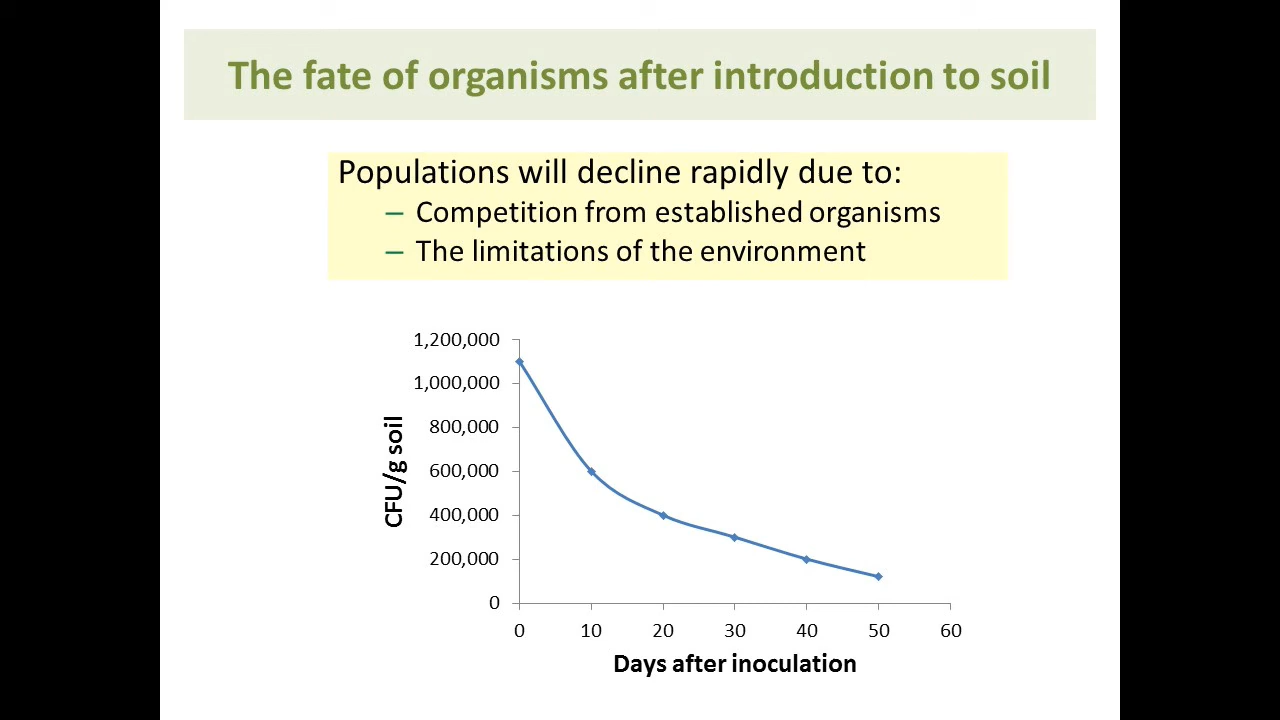 The fate of organisms after introduction to soil
Populations will decline rapidly due to:
– Competition from established organisms
– The limitations of the environment
1,200,000
1,000,000
800,000
600,000
400,000
200,000
0
CFU/g soil
0 10 20 30 40 50 60
Days after inoculation